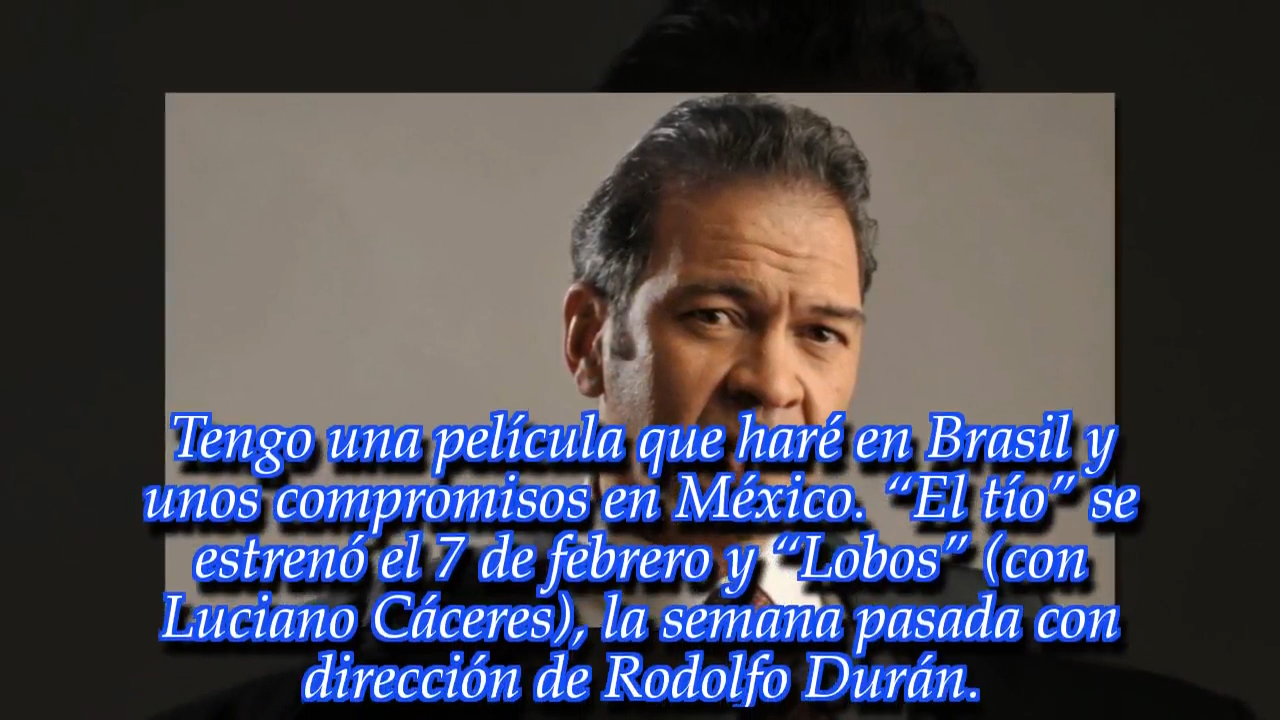 Tengo una película que haré en Brasil y
unos compromisos en México. “El tío” se
estrenó el 7 de febrero y “Lobos” (con
Luciano Cáceres), la semana pasada con
dirección de Rodolfo Durán.